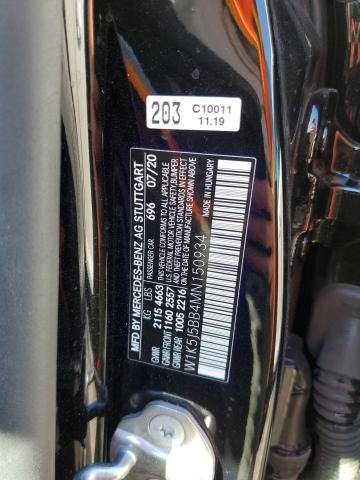 203 C10011
11.19
MFD BY MERCEDES-BENZ AG STUTTGART
PASSENGER CAR 696 07/20
KG LBS THIS VEHICLE CONFORMS TO ALL APPLICABLE
GVWR 2115 4663 U.S. FEDERAL MOTOR VEHICLE SAFETY, BUMPER
GAWR FRONT 1160 2557 AND THEFT PREVENTION STANDARDS IN EFFECT
GAWR REAR 1005 2216 ON THE DATE OF MANUFACTURE SHOWN ABOVE
W1K5J5BB4MN150934 MADE IN HUNGARY